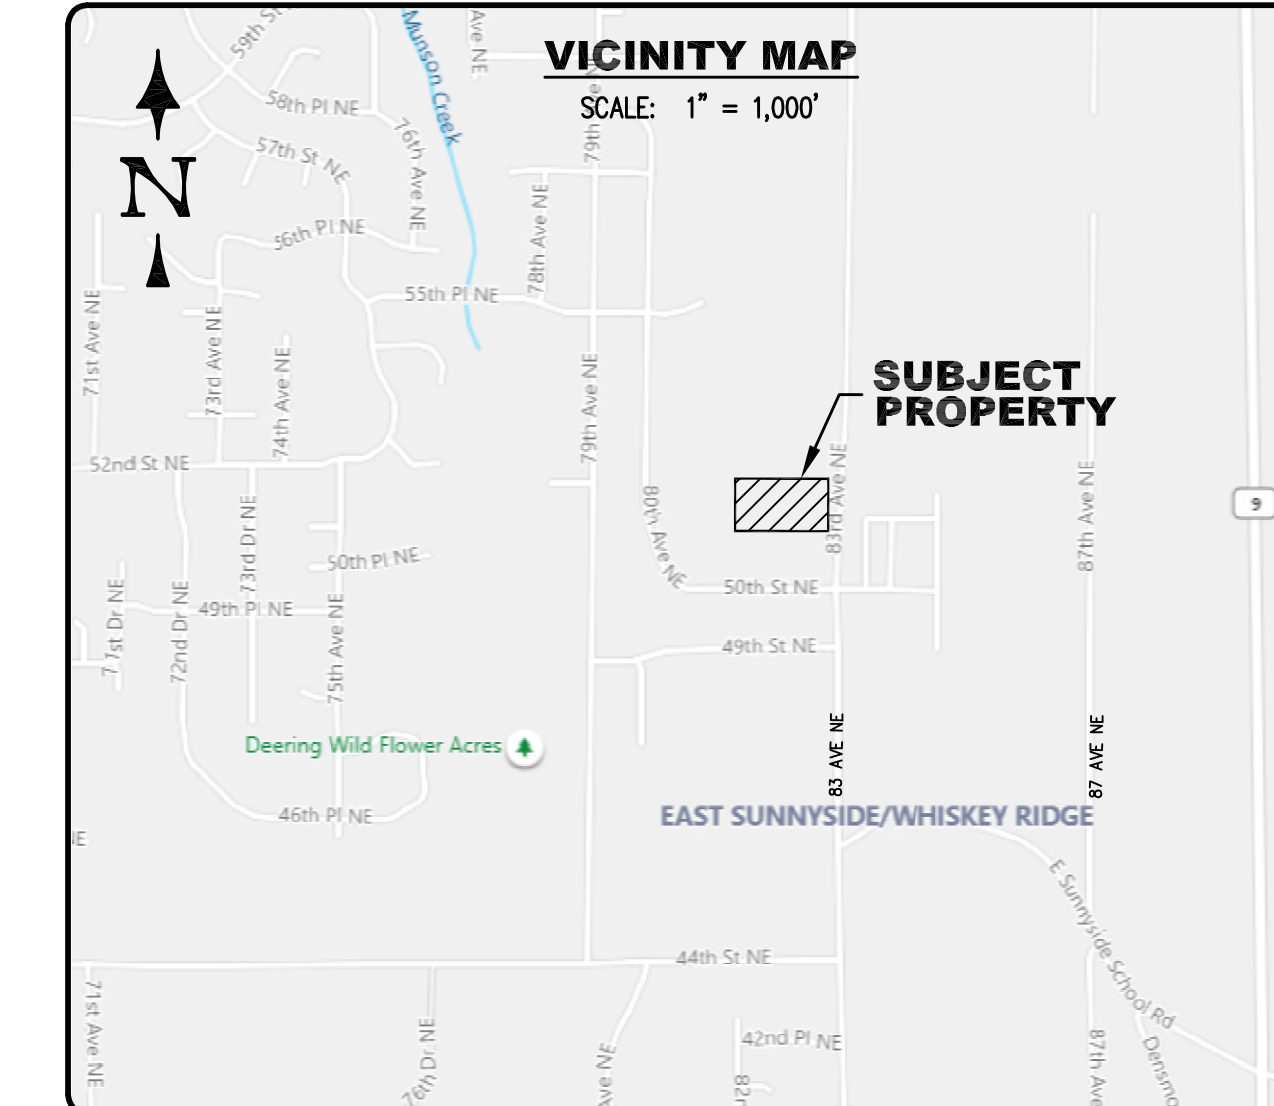 VICINITY MAP
SCALE: 1" = 1,000'
N
59th St
Munson Creek
Ave NE
79th
58th Pl NE
76th Ave NE
57th St NE
56th Pl NE
78th Ave NE
55th Pl NE
71st Ave NE
73rd Ave NE
74th Ave NE
79th Ave NE
SUBJECT
PROPERTY
52nd St NE
83rd Ave NE
87th Ave NE
9
80th Ave NE
73rd Dr NE
50th Pl NE
50th St NE
71st Dr NE
72nd Dr NE
49th Pl NE
75th Ave NE
49th St NE
83 AVE NE
87 AVE NE
Deering Wild Flower Acres
46th Pl NE
EAST SUNNYSIDE/WHISKEY RIDGE
E Sunnyside School Rd
44th St NE
71st Ave NE
76th Dr NE
Ave NE
42nd Pl NE
87th Ave